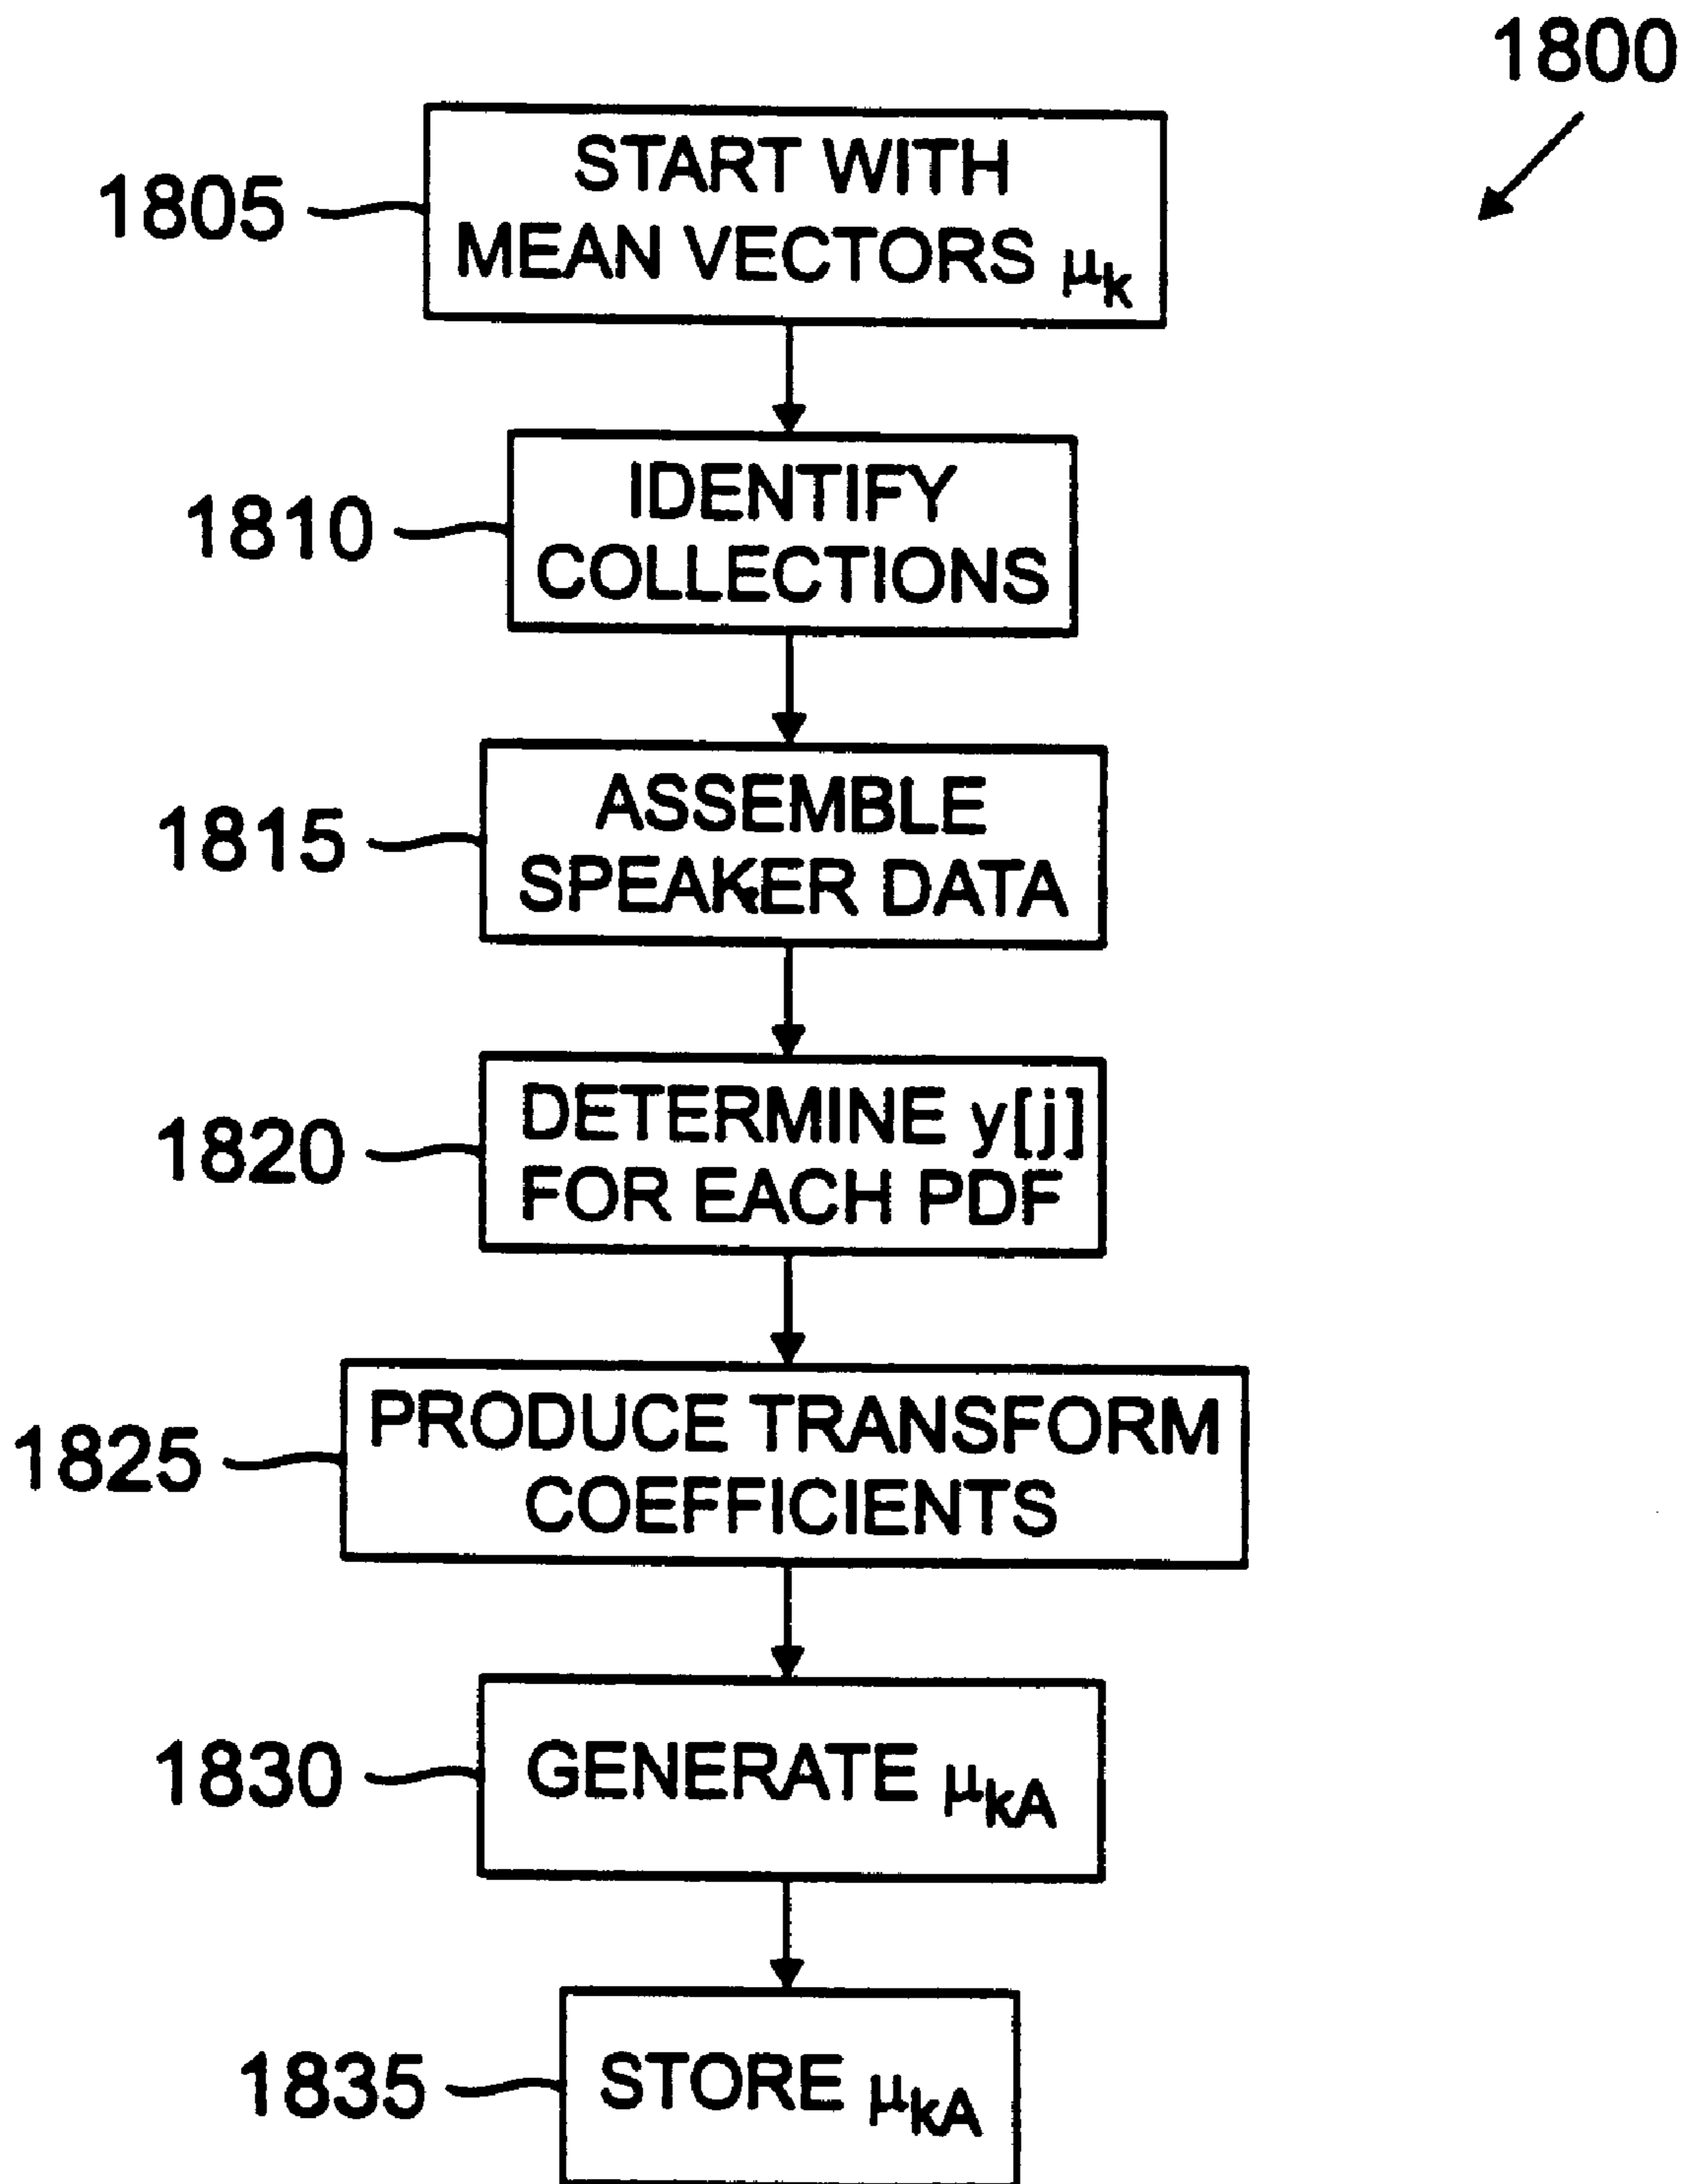 1800
1805
START WITH
MEAN VECTORS μk
1810
IDENTIFY
COLLECTIONS
1815
ASSEMBLE
SPEAKER DATA
1820
DETERMINE y[j]
FOR EACH PDF
1825
PRODUCE TRANSFORM
COEFFICIENTS
1830
GENERATE μkA
1835
STORE μkA